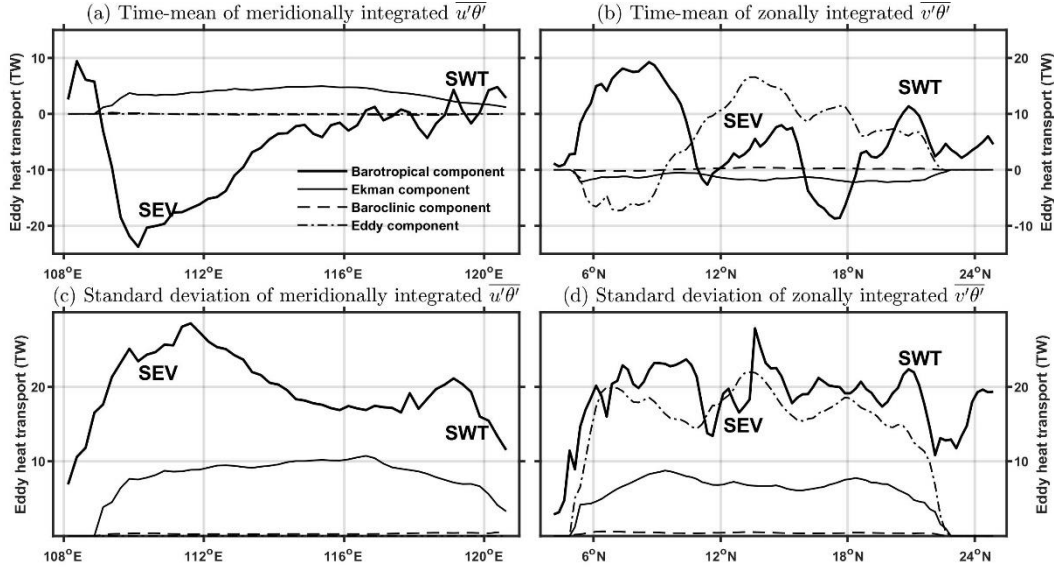 (a) Time-mean of meridionally integrated u′θ′
(b) Time-mean of zonally integrated v′θ′
Eddy heat transport (TW)
10
0
-10
-20
SWT
SEV
Barotropical component
Ekman component
Baroclinic component
Eddy component
108°E
112°E
116°E
120°E
SEV
SWT
20
10
0
-10
Eddy heat transport (TW)
6°N
12°N
18°N
24°N
(c) Standard deviation of meridionally integrated u′θ′
(d) Standard deviation of zonally integrated v′θ′
Eddy heat transport (TW)
20
10
SEV
SWT
108°E
112°E
116°E
120°E
SEV
SWT
20
10
Eddy heat transport (TW)
6°N
12°N
18°N
24°N